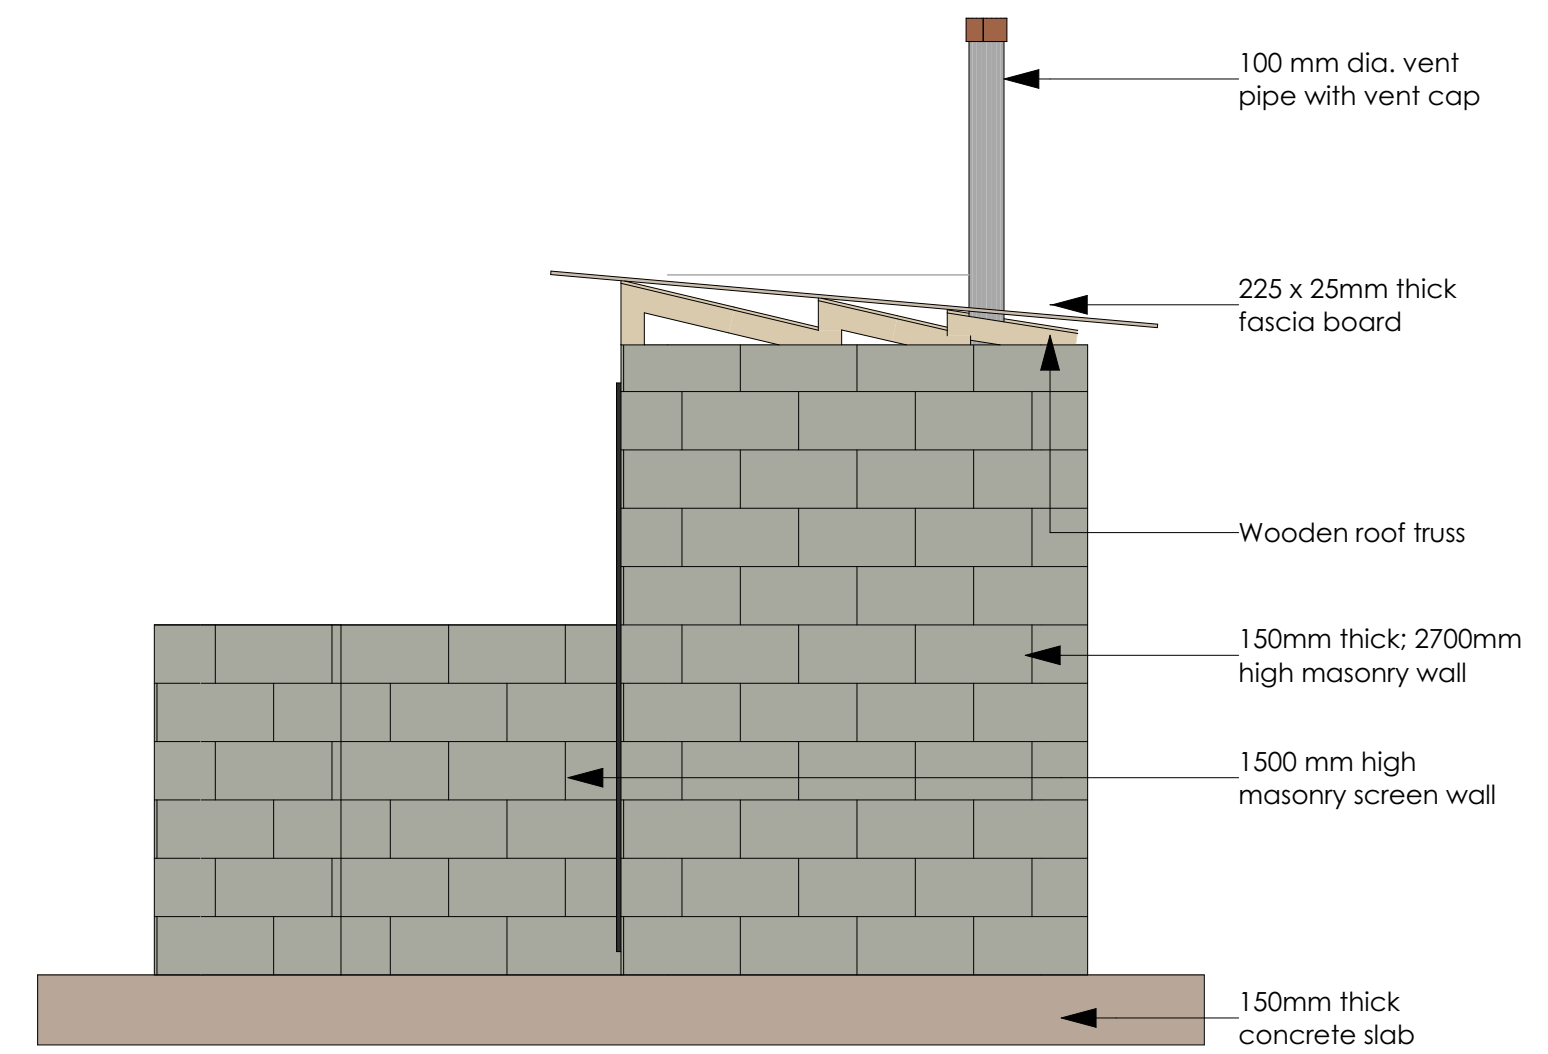 100 mm dia. vent
pipe with vent cap
225 x 25mm thick
fascia board
Wooden roof truss
150mm thick; 2700mm
high masonry wall
1500 mm high
masonry screen wall
150mm thick
concrete slab